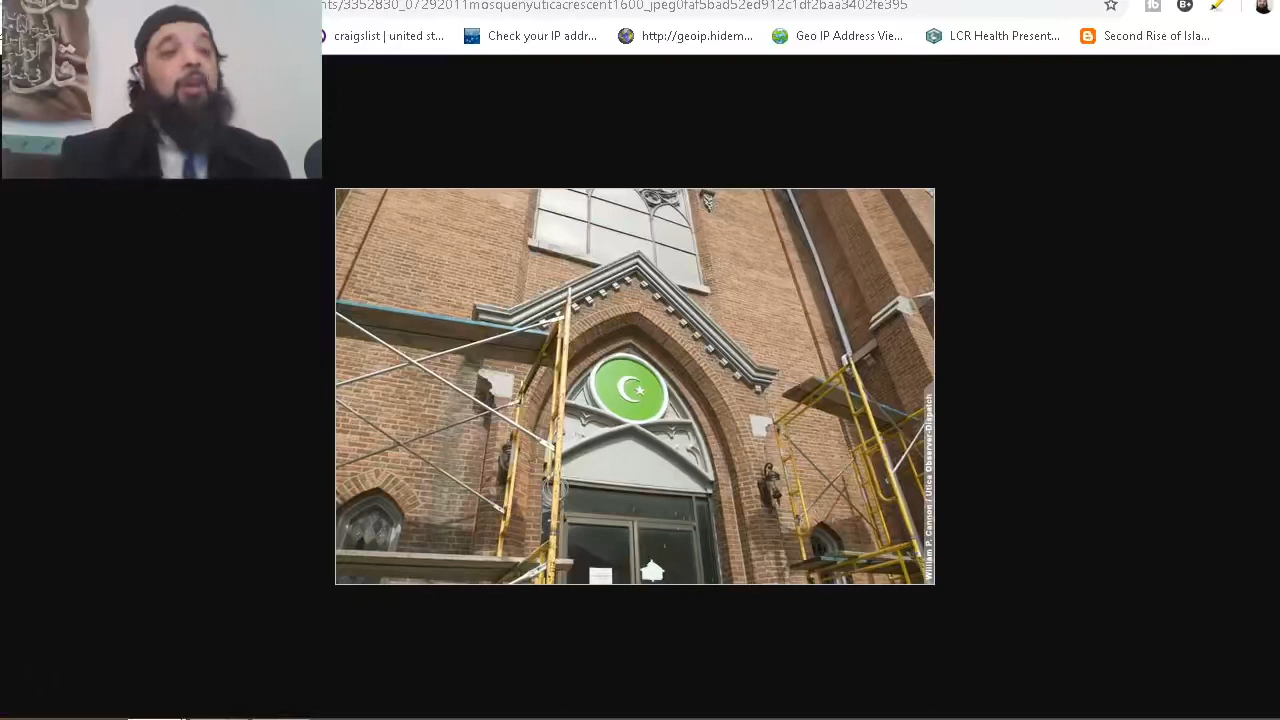 nts/3352830_07292011mosquenyuticacrescent1600_jpeg0faf5bad52ed912c1df2baa3402fe395
craigslist | united st...
Check your IP addr...
http://geoip.hidem...
Geo IP Address Vie...
LCR Health Present...
Second Rise of Isla...
B+
قل
William P. Cannon / Utica Observer-Dispatch